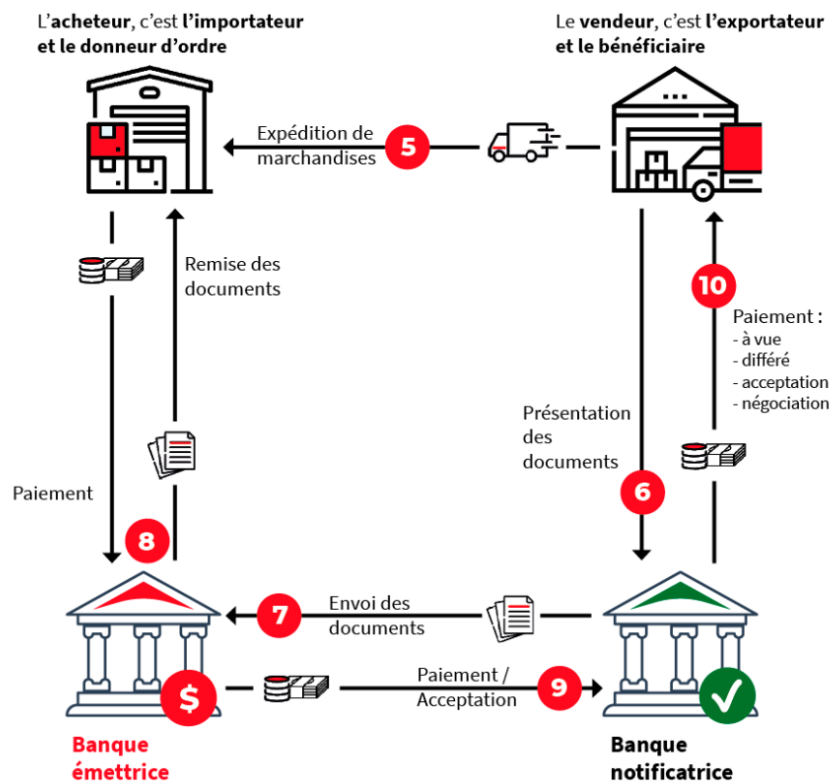 L'acheteur, c'est l'importateur
et le donneur d'ordre
Le vendeur, c'est l'exportateur
et le bénéficiaire
Expédition de
marchandises
5
Remise des
documents
10
Paiement :
- à vue
- différé
- acceptation
- négociation
Présentation
des
documents
6
Paiement
8
7
Envoi des
documents
Paiement /
Acceptation
9
$
Banque
émettrice
Banque
notificatrice